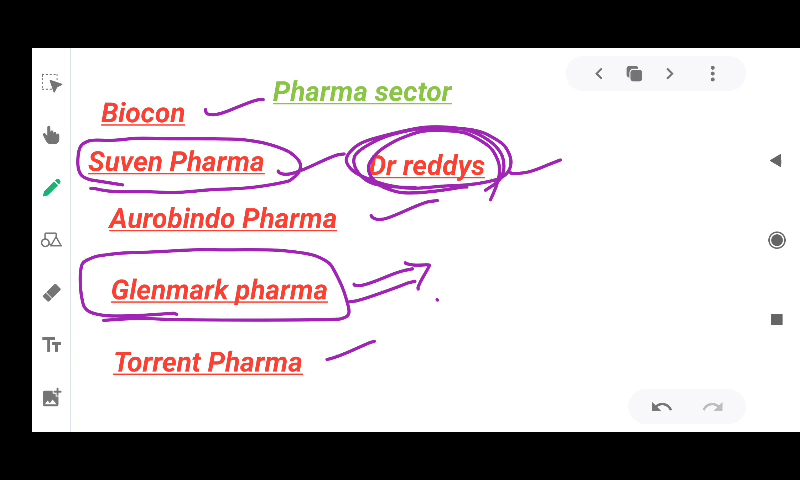 Pharma sector
Biocon
Suven Pharma
Dr reddys
Aurobindo Pharma
Glenmark pharma
Torrent Pharma